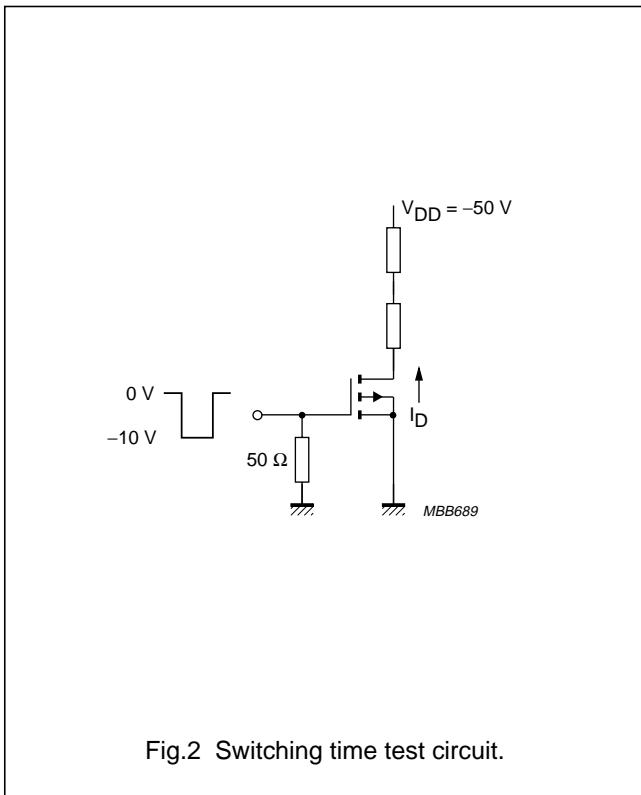 V_DD = −50 V
0 V
−10 V
I_D
50 Ω
MBB689
Fig.2 Switching time test circuit.